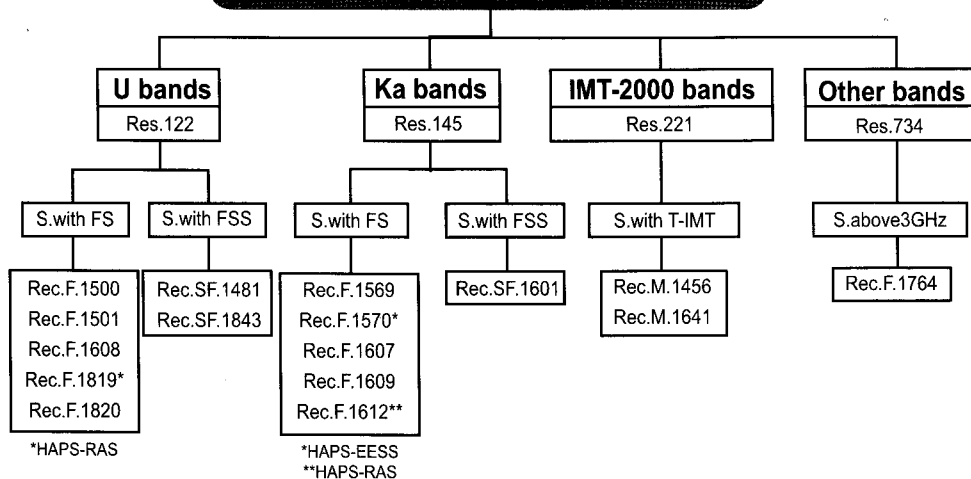 U bands
Res.122
Ka bands
Res.145
IMT-2000 bands
Res.221
Other bands
Res.734
S.with FS
S.with FSS
S.with FS
S.with FSS
S.with T-IMT
S.above3GHz
Rec.F.1500
Rec.F.1501
Rec.F.1608
Rec.F.1819*
Rec.F.1820
*HAPS-RAS
Rec.SF.1481
Rec.SF.1843
Rec.F.1569
Rec.F.1570*
Rec.F.1607
Rec.F.1609
Rec.F.1612**
*HAPS-EESS
**HAPS-RAS
Rec.SF.1601
Rec.M.1456
Rec.M.1641
Rec.F.1764